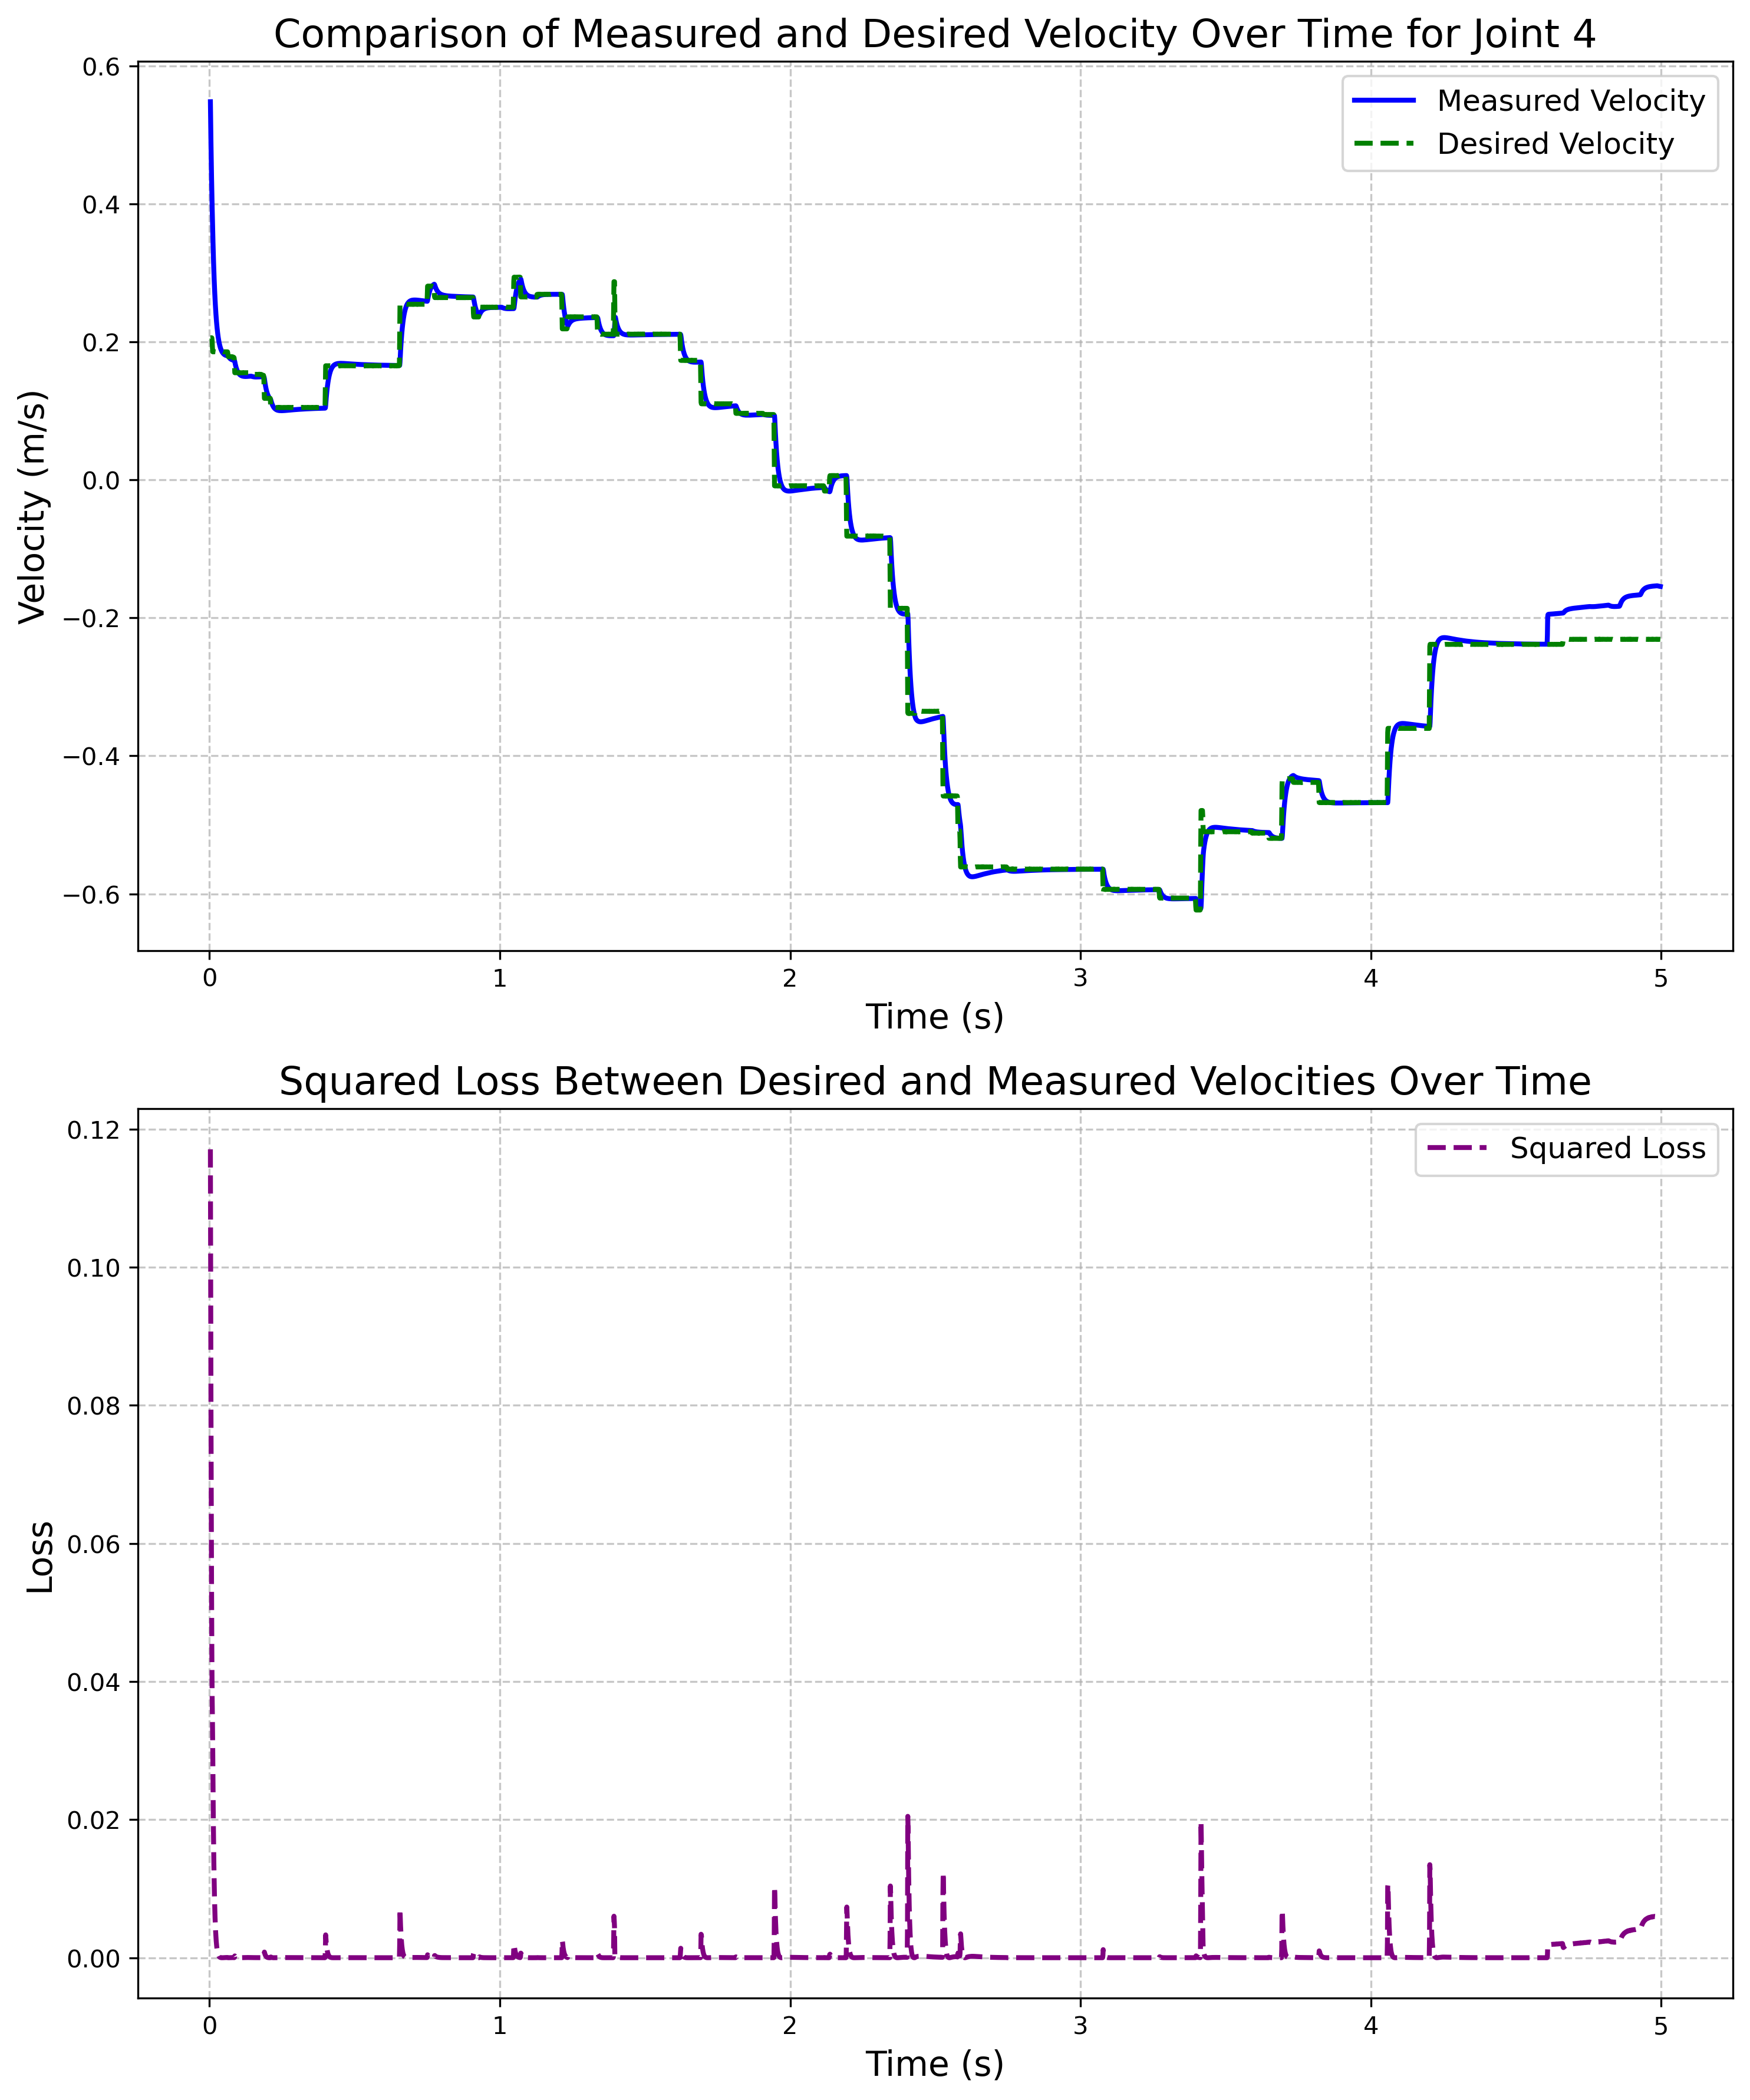 Comparison of Measured and Desired Velocity Over Time for Joint 4
Velocity (m/s)
0.6
0.4
0.2
0.0
−0.2
−0.4
−0.6
Measured Velocity
Desired Velocity
0 1 2 3 4 5
Time (s)
Squared Loss Between Desired and Measured Velocities Over Time
Loss
0.12
0.10
0.08
0.06
0.04
0.02
0.00
Squared Loss
0 1 2 3 4 5
Time (s)